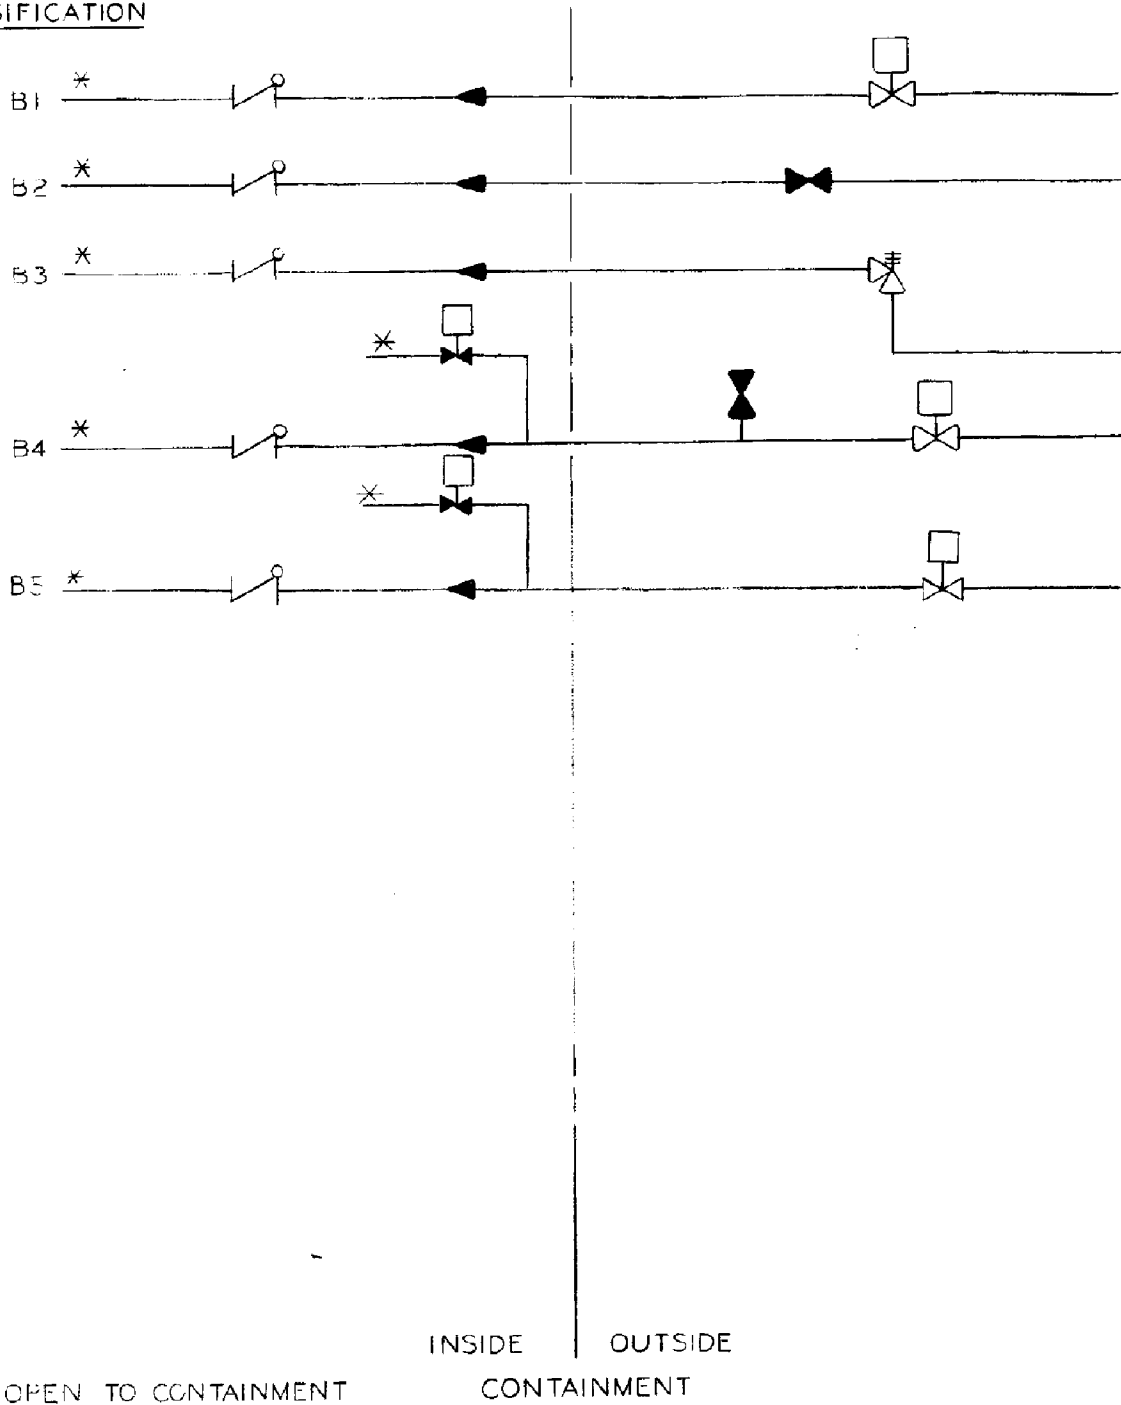 SIFICATION
B1 *
B2 *
B3 *
*
B4 *
*
B5 *
INSIDE OUTSIDE
OPEN TO CONTAINMENT CONTAINMENT